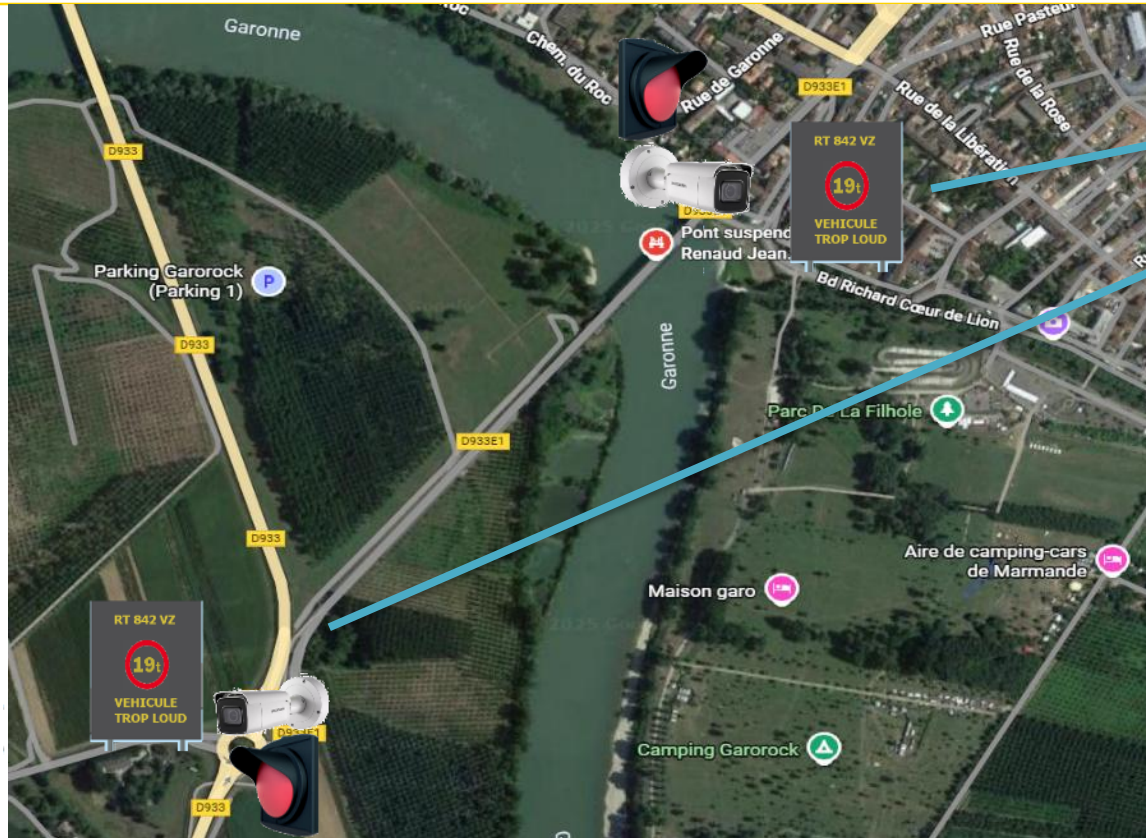 Garonne
Chem. du Roc
Rue de Garonne
Rue Pasteur
Rue de la Rose
D933E1
Rue de la Libération
D933
RT 842 VZ
19t
VEHICULE
TROP LOUD
Pont suspend
Renaud Jean.
Parking Garorock
(Parking 1)
P
Bd Richard Cœur de Lion
D933
Garonne
Parc De La Filhole
D933E1
D933
Aire de camping-cars
de Marmande
Maison garo
RT 842 VZ
19t
VEHICULE
TROP LOUD
D933E1
Camping Garorock
D933